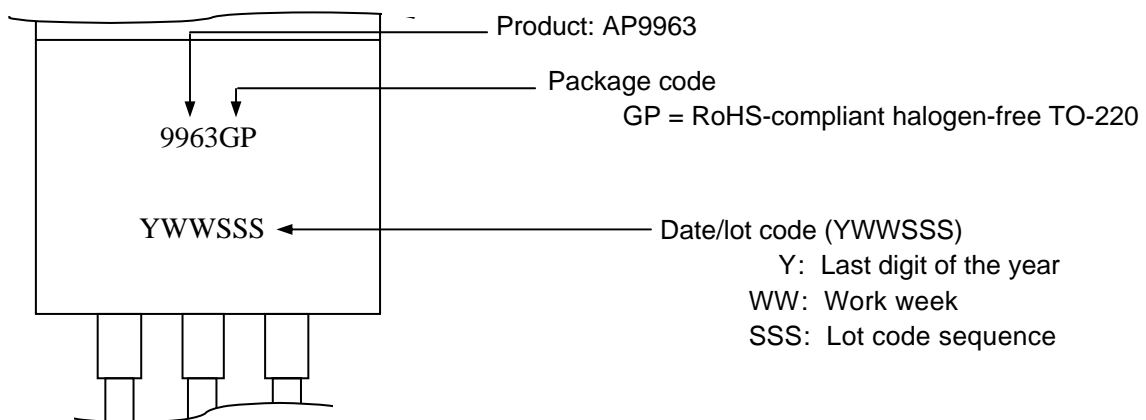 Product: AP9963
Package code
GP = RoHS-compliant halogen-free TO-220
9963GP
YWWSSS
Date/lot code (YWWSSS)
Y: Last digit of the year
WW: Work week
SSS: Lot code sequence